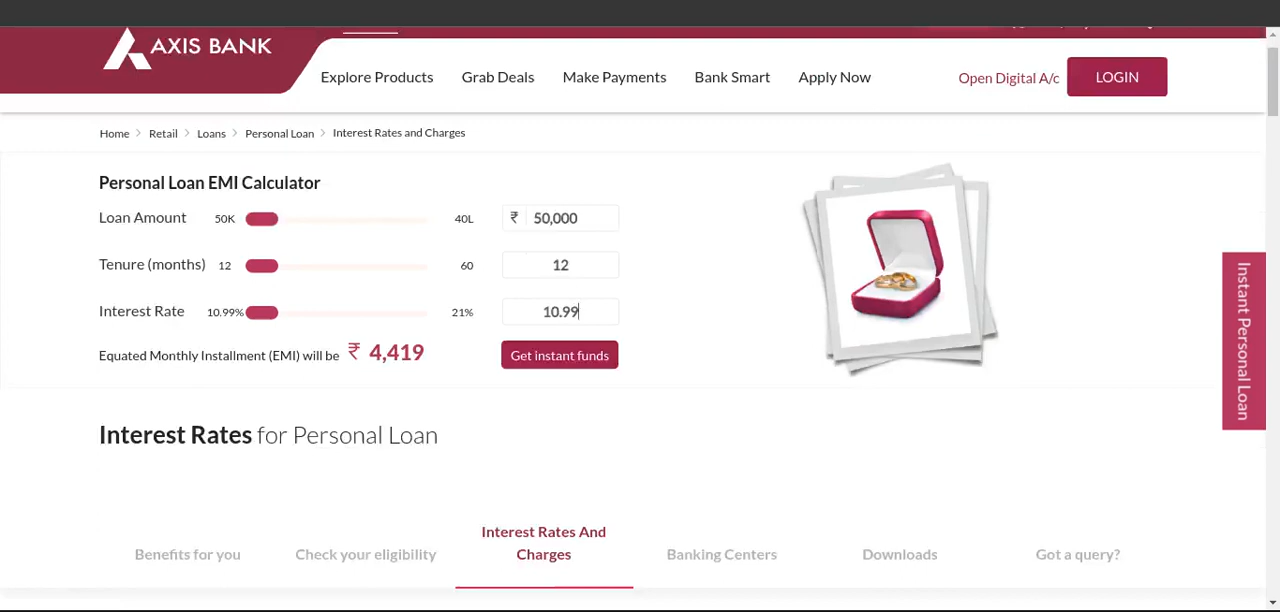 AXIS BANK
Explore Products Grab Deals Make Payments Bank Smart Apply Now Open Digital A/c LOGIN
Home > Retail > Loans > Personal Loan > Interest Rates and Charges
Personal Loan EMI Calculator
Loan Amount 50K 40L ₹ 50,000
Tenure (months) 12 60 12
Interest Rate 10.99% 21% 10.99
Equated Monthly Installment (EMI) will be ₹ 4,419 Get instant funds
Instant Personal Loan
Interest Rates for Personal Loan
Benefits for you Check your eligibility Interest Rates And Charges Banking Centers Downloads Got a query?